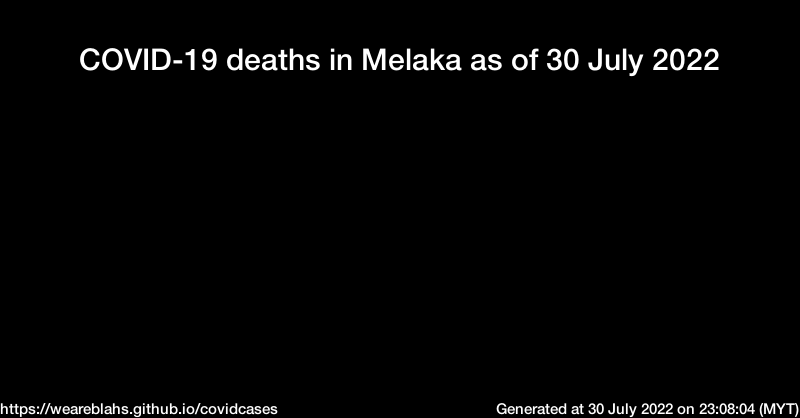 COVID-19 deaths in Melaka as of 30 July 2022
https://weareblahs.github.io/covidcases
Generated at 30 July 2022 on 23:08:04 (MYT)